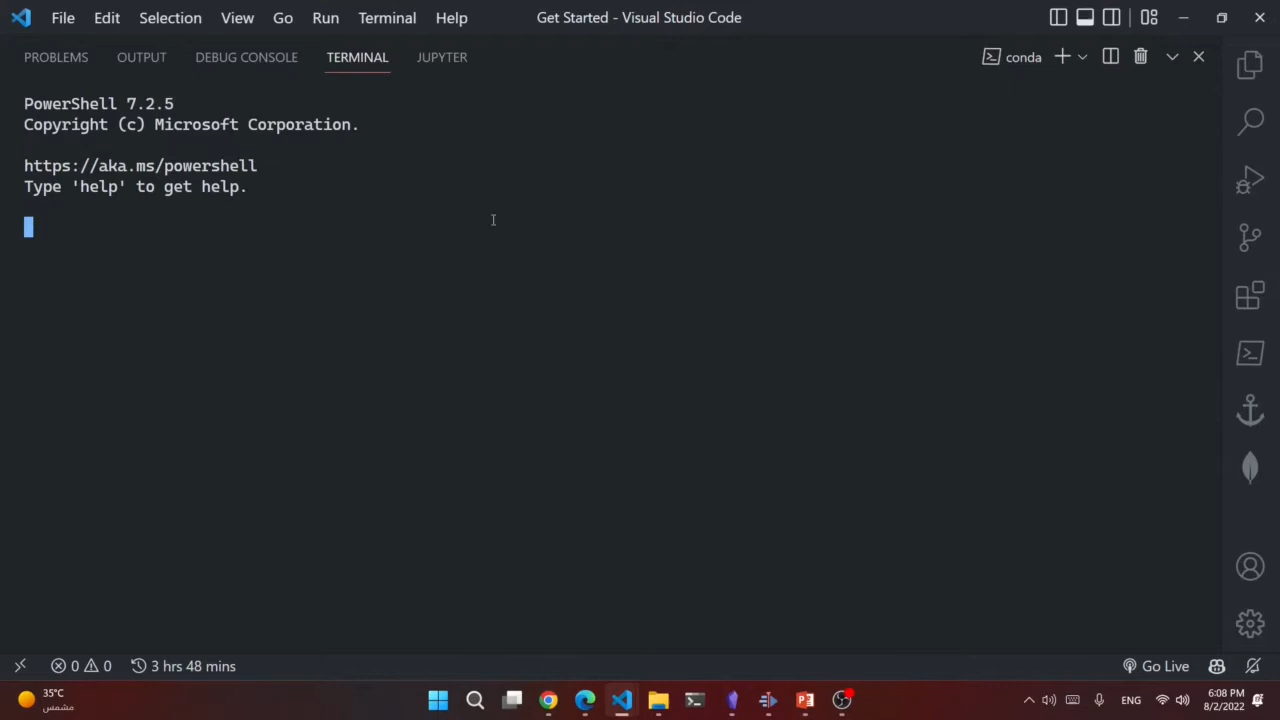 File Edit Selection View Go Run Terminal Help Get Started - Visual Studio Code
PROBLEMS OUTPUT DEBUG CONSOLE TERMINAL JUPYTER conda
PowerShell 7.2.5
Copyright (c) Microsoft Corporation.
https://aka.ms/powershell
Type 'help' to get help.
0 0 3 hrs 48 mins Go Live
35°C
مشمس
ENG
6:08 PM
8/2/2022